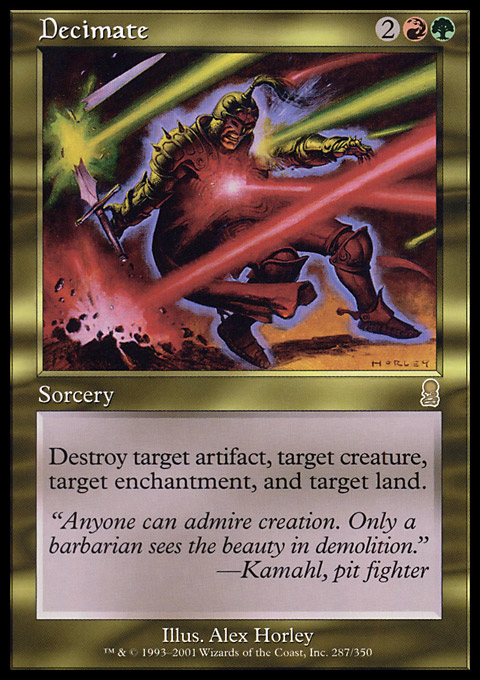 Decimate 2
HORLEY
Sorcery
Destroy target artifact, target creature,
target enchantment, and target land.
“Anyone can admire creation. Only a
barbarian sees the beauty in demolition.”
—Kamahl, pit fighter
Illus. Alex Horley
™ & © 1993–2001 Wizards of the Coast, Inc. 287/350